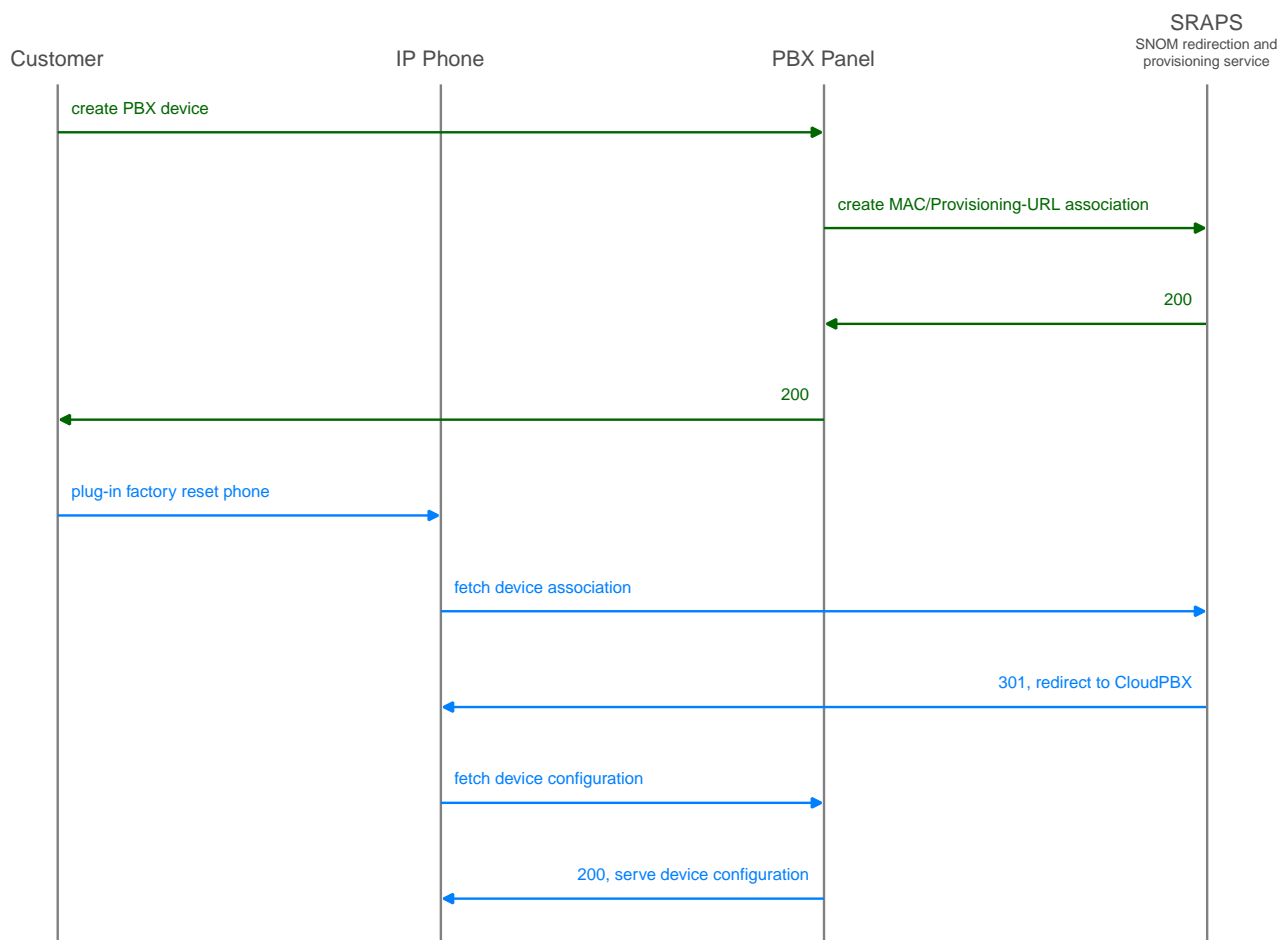 SRAPS
SNOM redirection and
provisioning service
Customer
IP Phone
PBX Panel
create PBX device
create MAC/Provisioning-URL association
200
200
plug-in factory reset phone
fetch device association
301, redirect to CloudPBX
fetch device configuration
200, serve device configuration